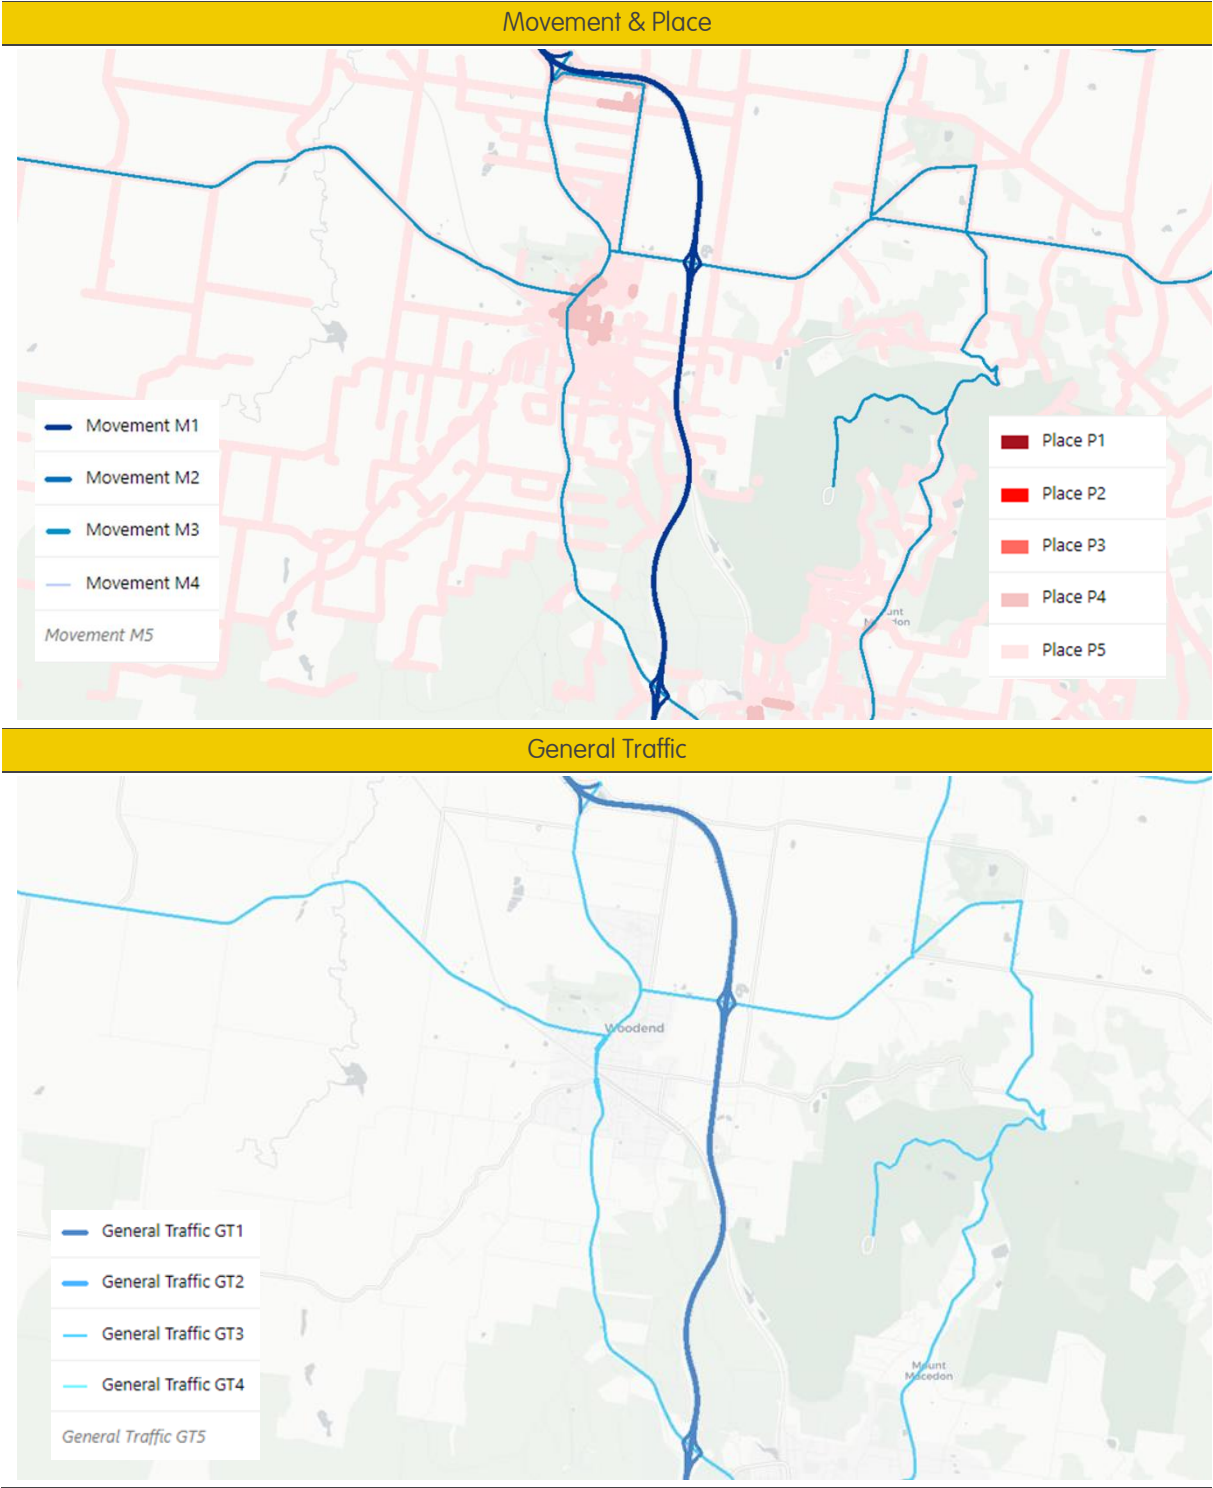 Movement & Place
Movement M1
Movement M2
Movement M3
Movement M4
Movement M5
Place P1
Place P2
Place P3
Place P4
Place P5
General Traffic
Woodend
General Traffic GT1
General Traffic GT2
General Traffic GT3
General Traffic GT4
General Traffic GT5
Mount
Macedon